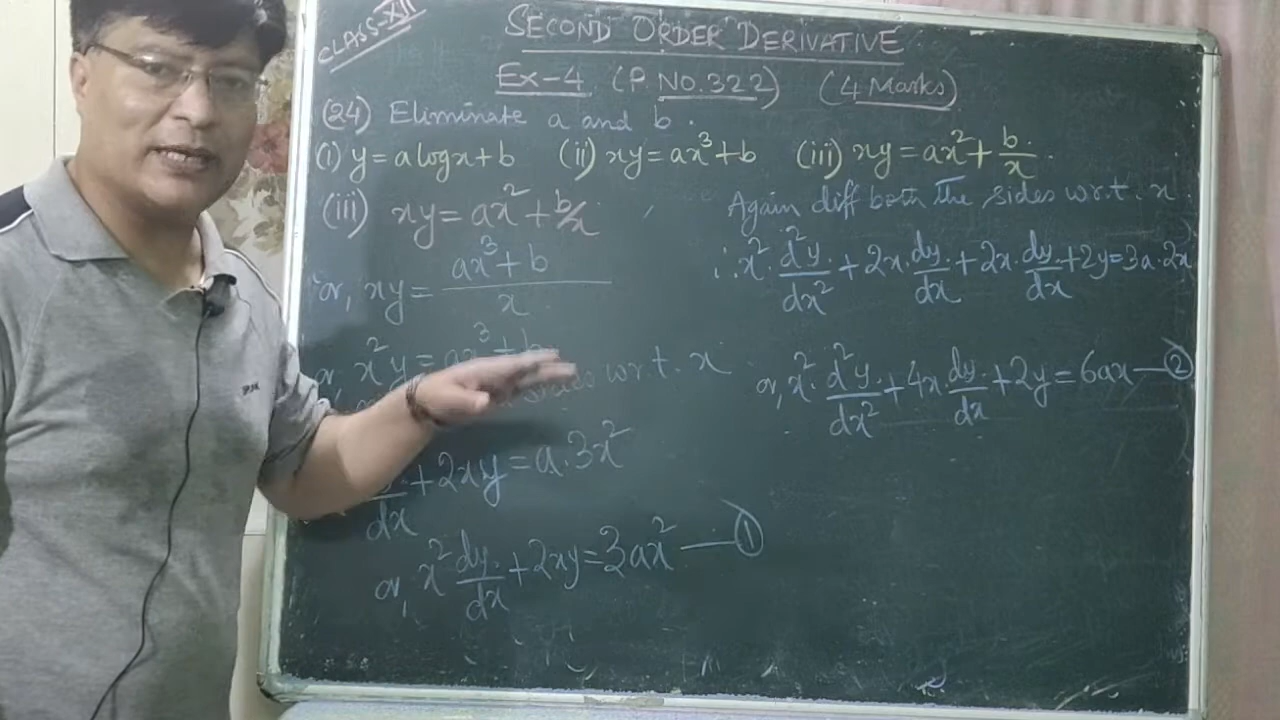 CLASS-XII
SECOND ORDER DERIVATIVE
Ex-4 (P. NO. 322) (4 Marks)
(24) Eliminate a and b.
(i) y = a log x + b (ii) xy = ax³ + b (iii) xy = ax² + b/x.
(iii) xy = ax² + b/x
or, xy = (ax³ + b)/x
or, x²y = ax³ + b
sides w.r.t. x
dx + 2xy = a.3x²
or, x² dy/dx + 2xy = 3ax² — ①
Again diff both the sides w.r.t. x.
∴ x². d²y/dx² + 2x. dy/dx + 2x. dy/dx + 2y = 3a.2x
or, x². d²y/dx² + 4x. dy/dx + 2y = 6ax — ②